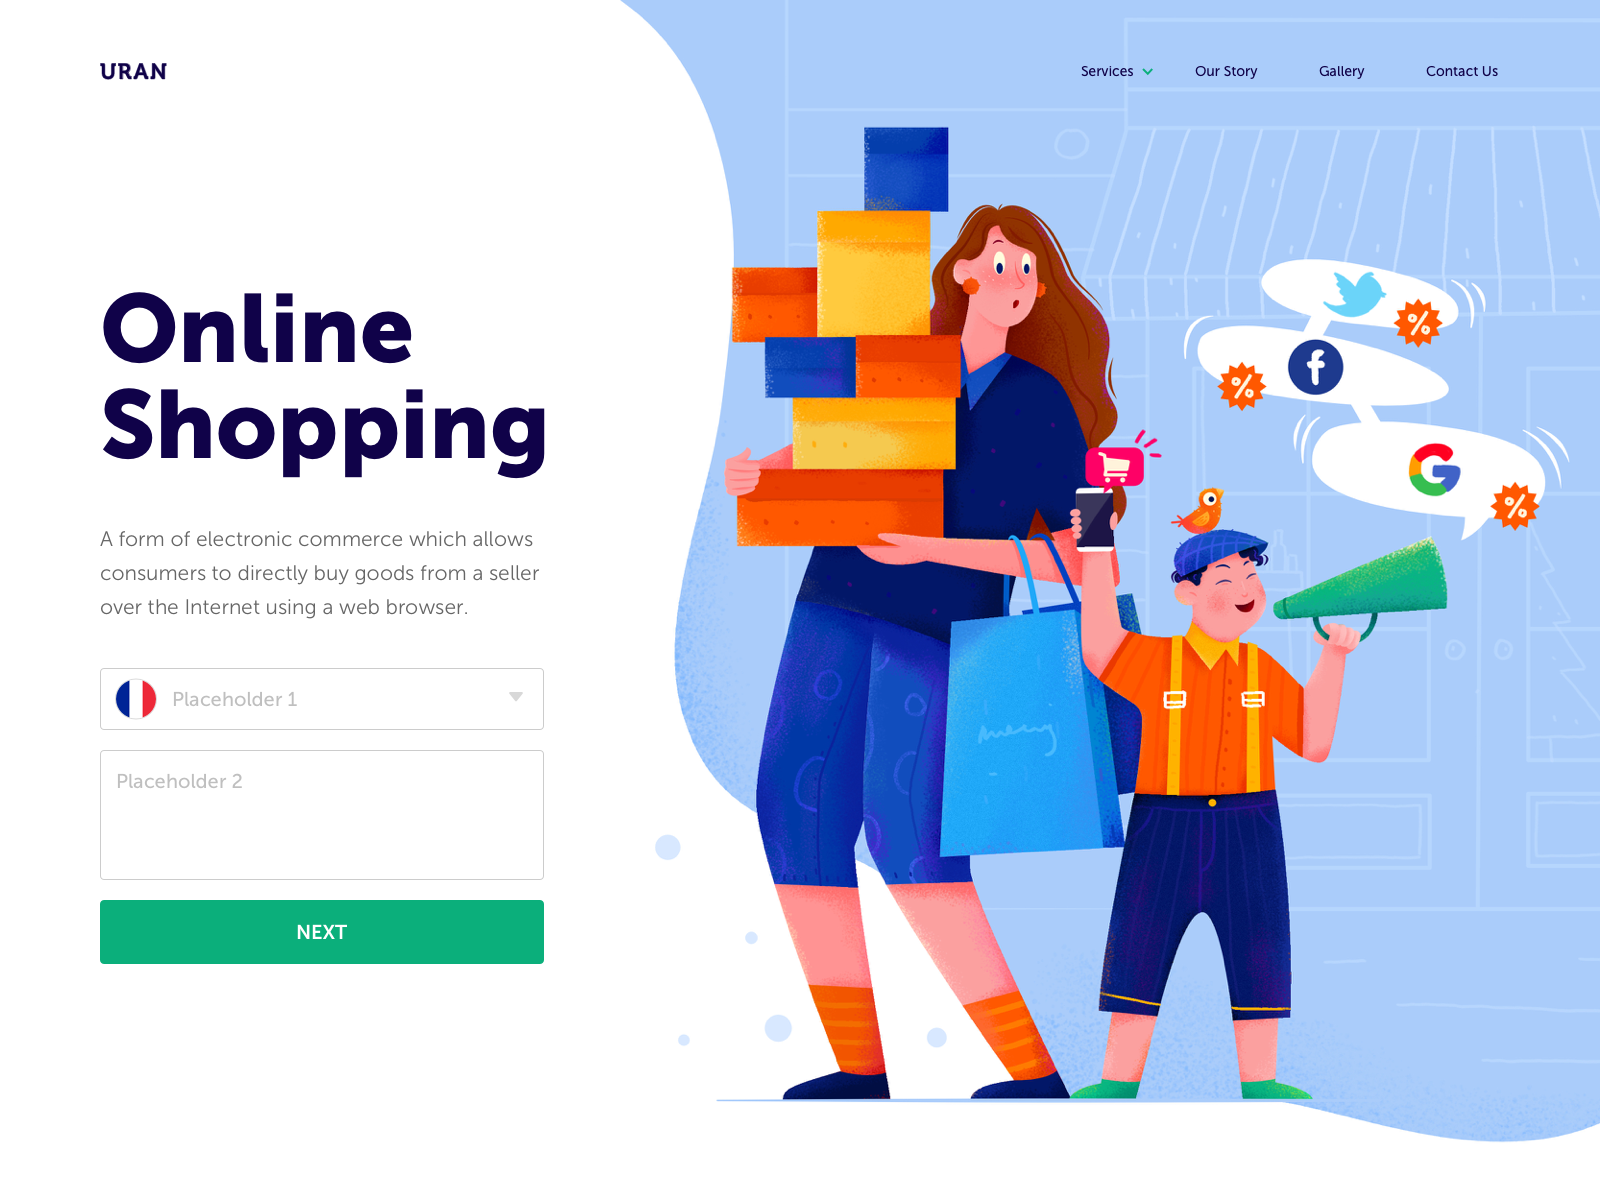 URAN
Services
Our Story
Gallery
Contact Us
Online
Shopping
A form of electronic commerce which allows
consumers to directly buy goods from a seller
over the Internet using a web browser.
Placeholder 1
Placeholder 2
NEXT
%
f
%
G
%